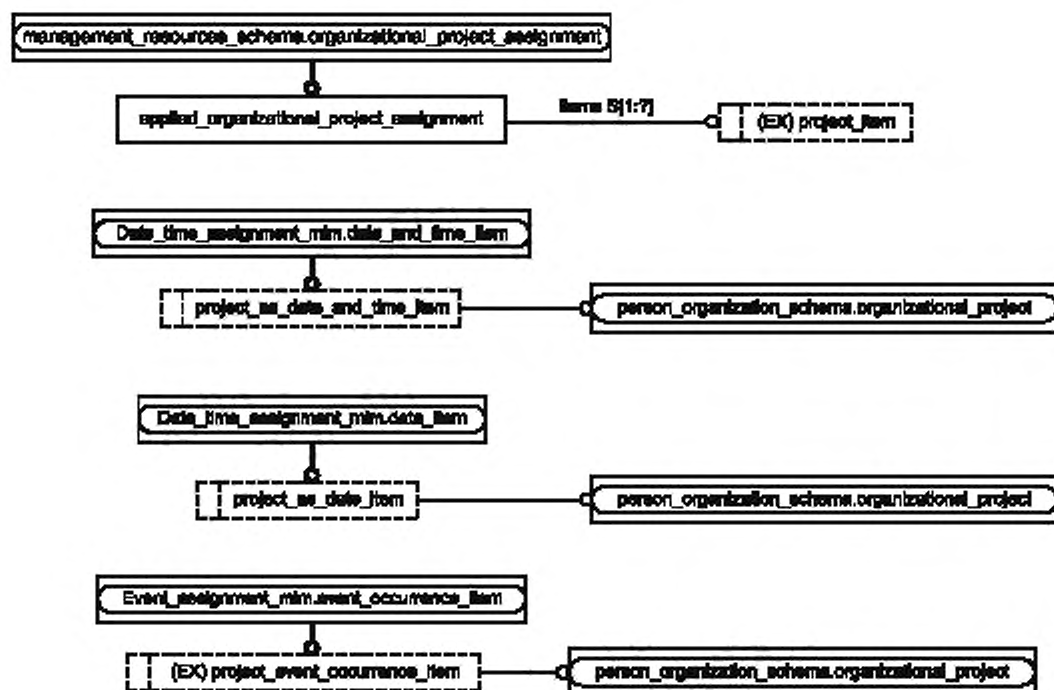 management_resources_schema.organizational_project_assignment
applied_organizational_project_assignment
items S[1:?]
(EX) project_item
Date_time_assignment_mim.date_and_time_item
project_as_date_and_time_item
person_organization_schema.organizational_project
Date_time_assignment_mim.date_item
project_as_date_item
person_organization_schema.organizational_project
Event_assignment_mim.event_occurrence_item
(EX) project_event_occurrence_item
person_organization_schema.organizational_project